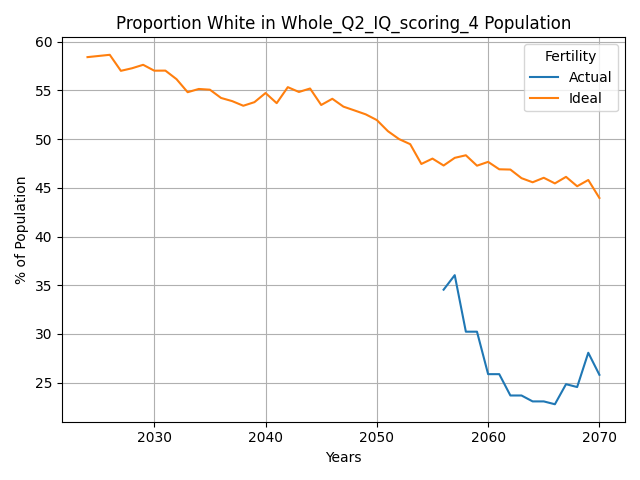 Proportion White in Whole_Q2_IQ_scoring_4 Population
Fertility
Actual
Ideal
% of Population
60
55
50
45
40
35
30
25
2030 2040 2050 2060 2070
Years